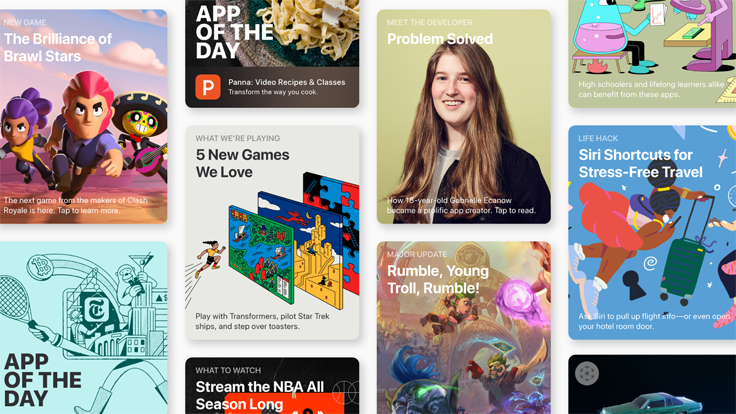 NEW GAME
The Brilliance of
Brawl Stars
The next game from the makers of Clash
Royale is here. Tap to learn more.
APP
OF THE
DAY
APP
OF THE
DAY
P
Panna: Video Recipes & Classes
Transform the way you cook.
WHAT WE'RE PLAYING
5 New Games
We Love
Play with Transformers, pilot Star Trek
ships, and step over toasters.
WHAT TO WATCH
Stream the NBA All
Season Long
MEET THE DEVELOPER
Problem Solved
How 18-year-old Gabrielle Ecanow
became a prolific app creator. Tap to read.
MAJOR UPDATE
Rumble, Young
Troll, Rumble!
High schoolers and lifelong learners alike
can benefit from these apps.
LIFE HACK
Siri Shortcuts for
Stress-Free Travel
Ask Siri to pull up flight info—or even open
your hotel room door.